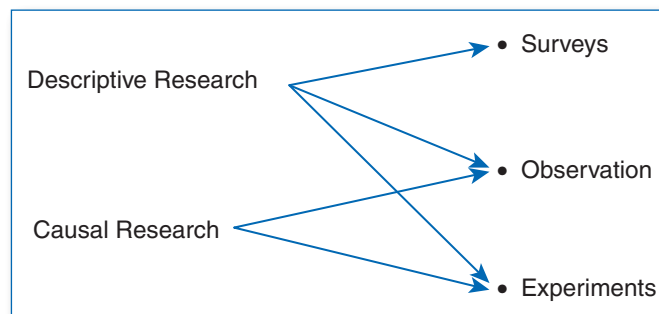 • Surveys
Descriptive Research
• Observation
Causal Research
• Experiments